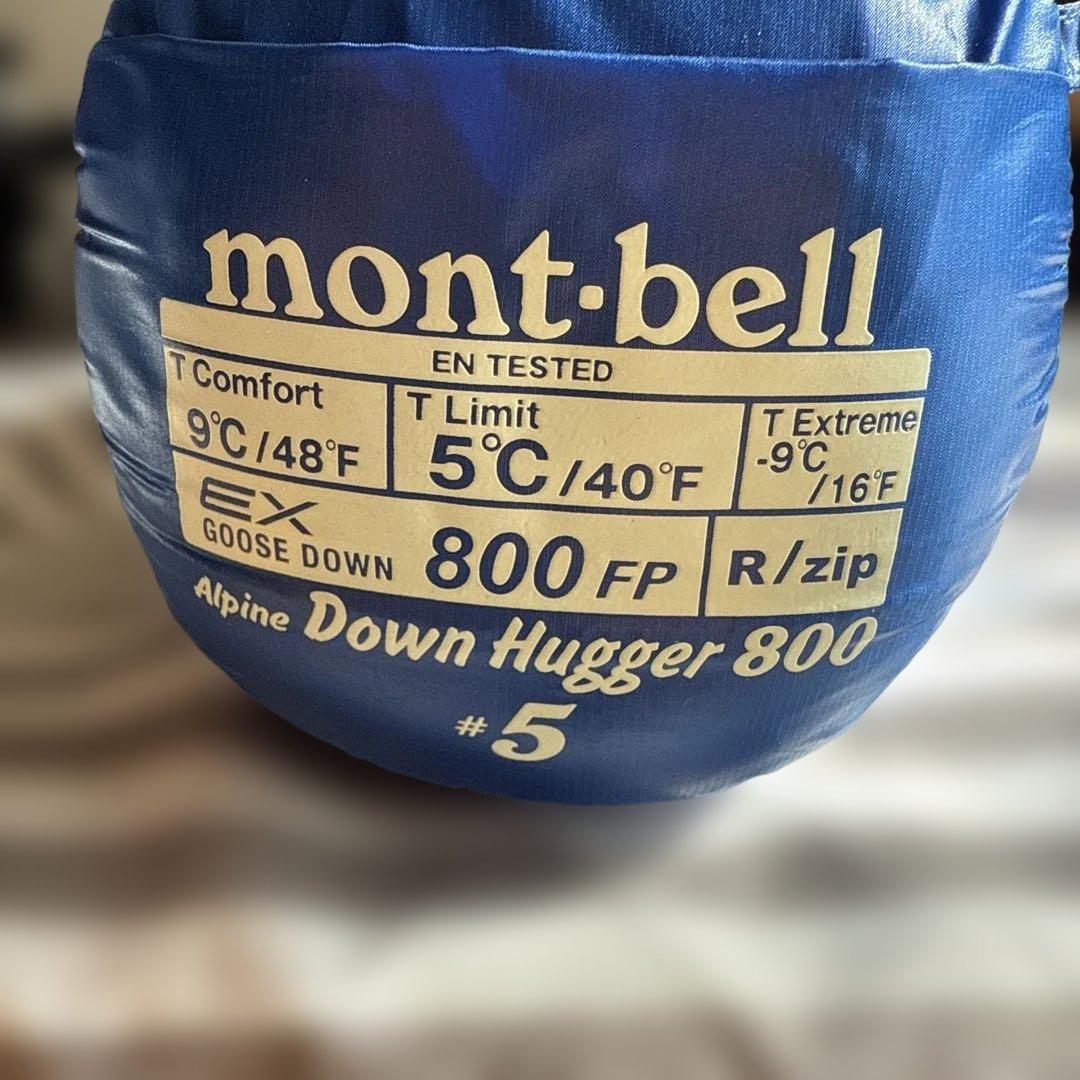 mont-bell
EN TESTED
T Comfort
9℃/48°F
T Limit
5℃/40°F
T Extreme
-9℃
/16°F
EX
GOOSE DOWN
800 FP
R/zip
Alpine Down Hugger 800
#5